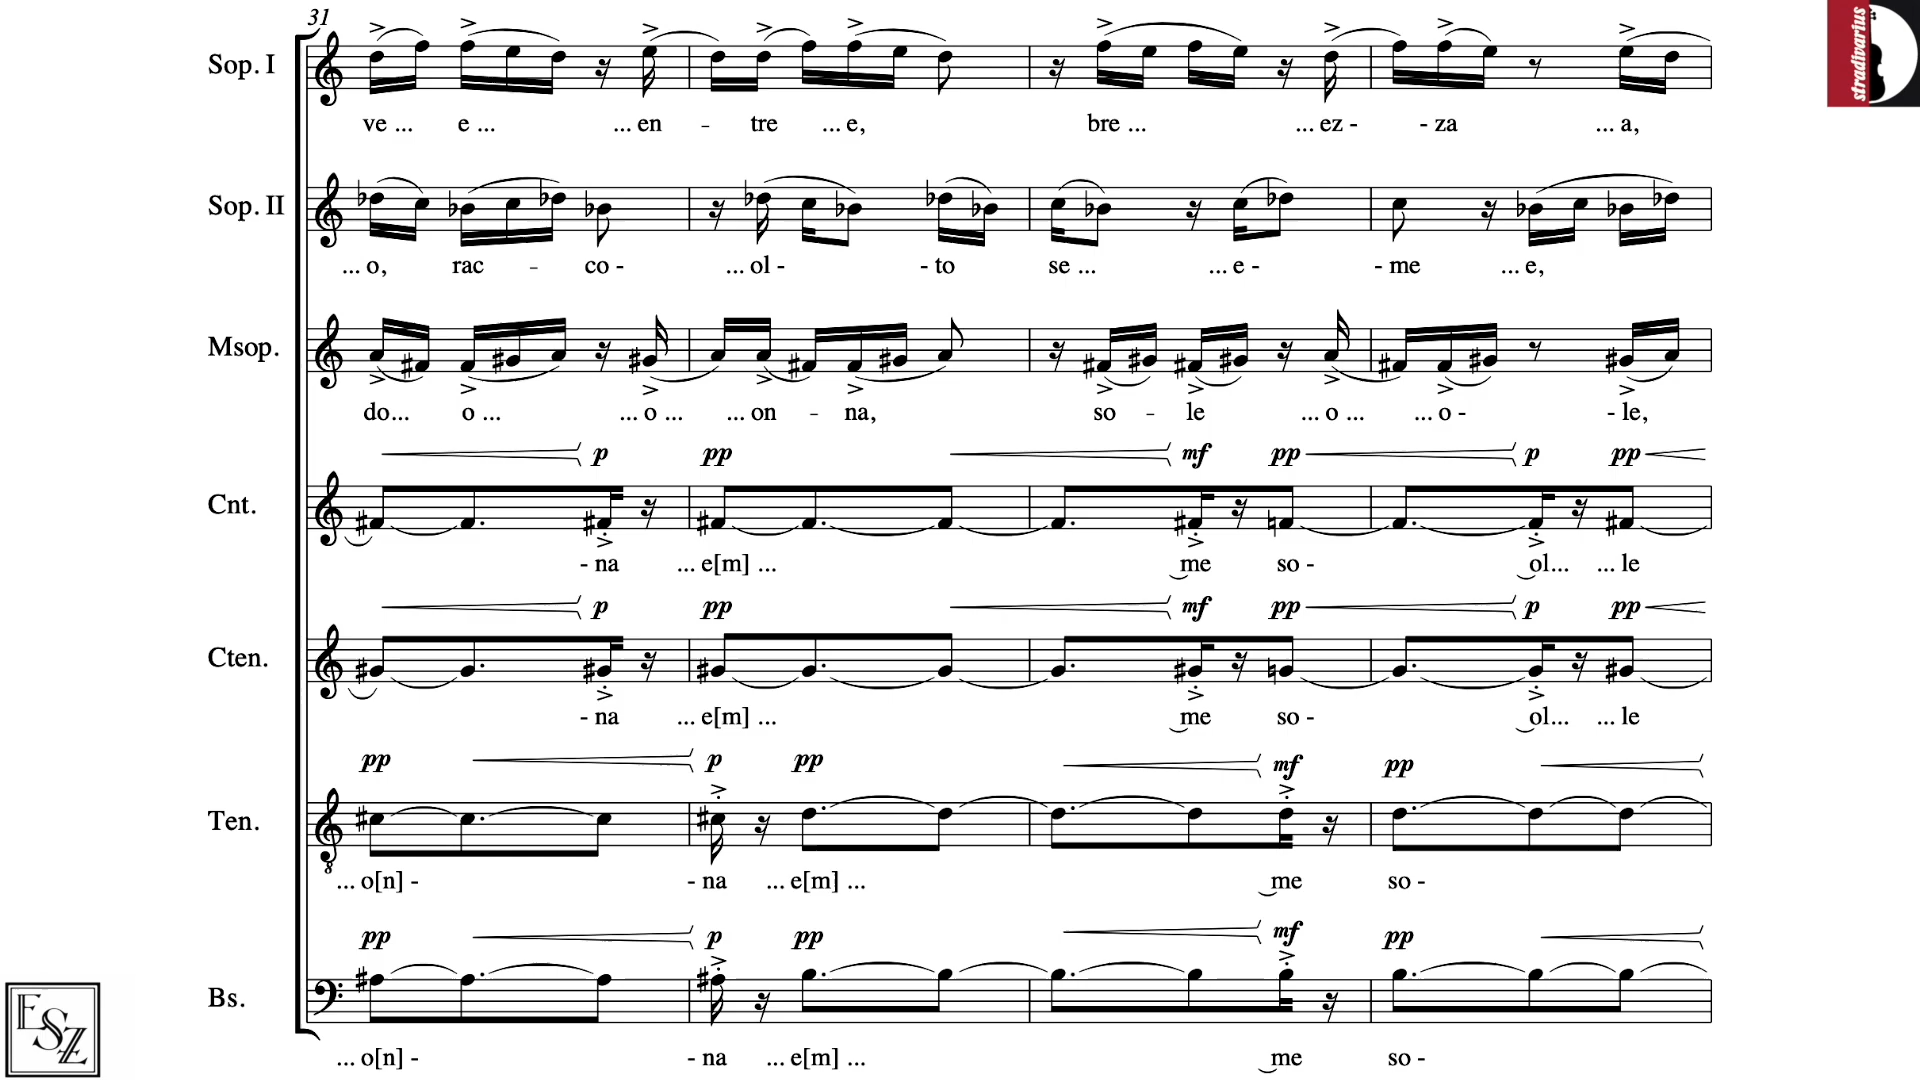 31
stradivarius
Sop. I
ve ... e ... ... en - tre ... e, bre ... ... ez - - za ... a,
Sop. II
... o, rac - co - ... ol - - to se ... ... e - - me ... e,
Msop.
do... o ... ... o ... ... on - na, so - le ... o ... ... o - - le,
p pp mf pp p pp
Cnt.
- na ... e[m] ... me so - ol... ... le
p pp mf pp p pp
Cten.
- na ... e[m] ... me so - ol... ... le
pp p pp mf pp
Ten.
... o[n] - - na ... e[m] ... me so -
pp p pp mf pp
Bs.
... o[n] - - na ... e[m] ... me so -
ESZ